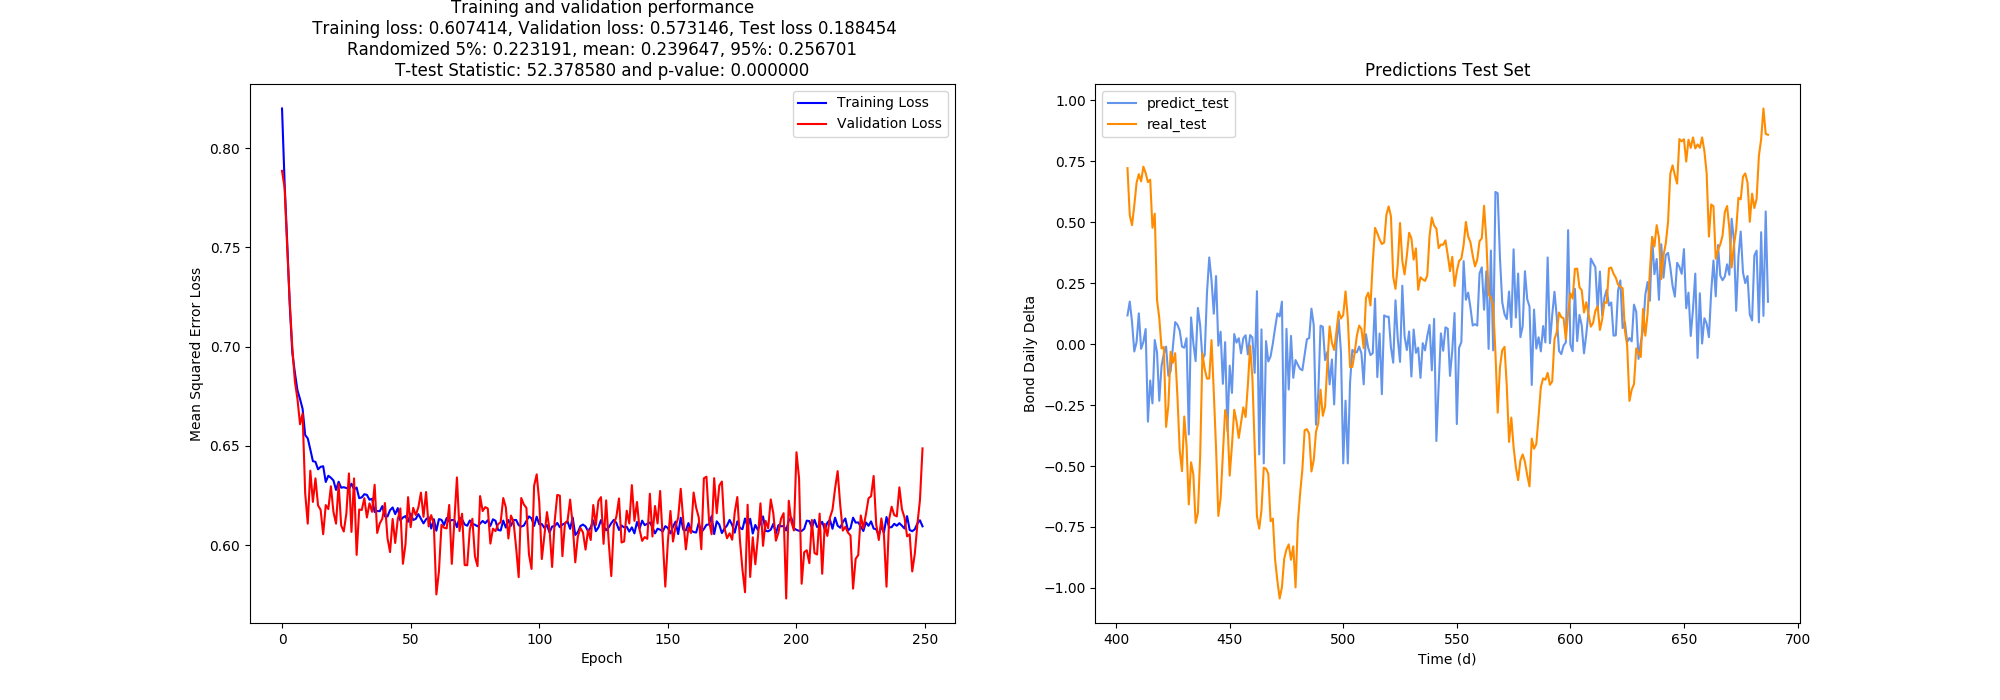 Training and validation performance
Training loss: 0.607414, Validation loss: 0.573146, Test loss 0.188454
Randomized 5%: 0.223191, mean: 0.239647, 95%: 0.256701
T-test Statistic: 52.378580 and p-value: 0.000000
Training Loss
Validation Loss
0.80
0.75
0.70
0.65
0.60
Mean Squared Error Loss
0
50
100
150
200
250
Epoch
Predictions Test Set
predict_test
real_test
1.00
0.75
0.50
0.25
0.00
−0.25
−0.50
−0.75
−1.00
Bond Daily Delta
400
450
500
550
600
650
700
Time (d)